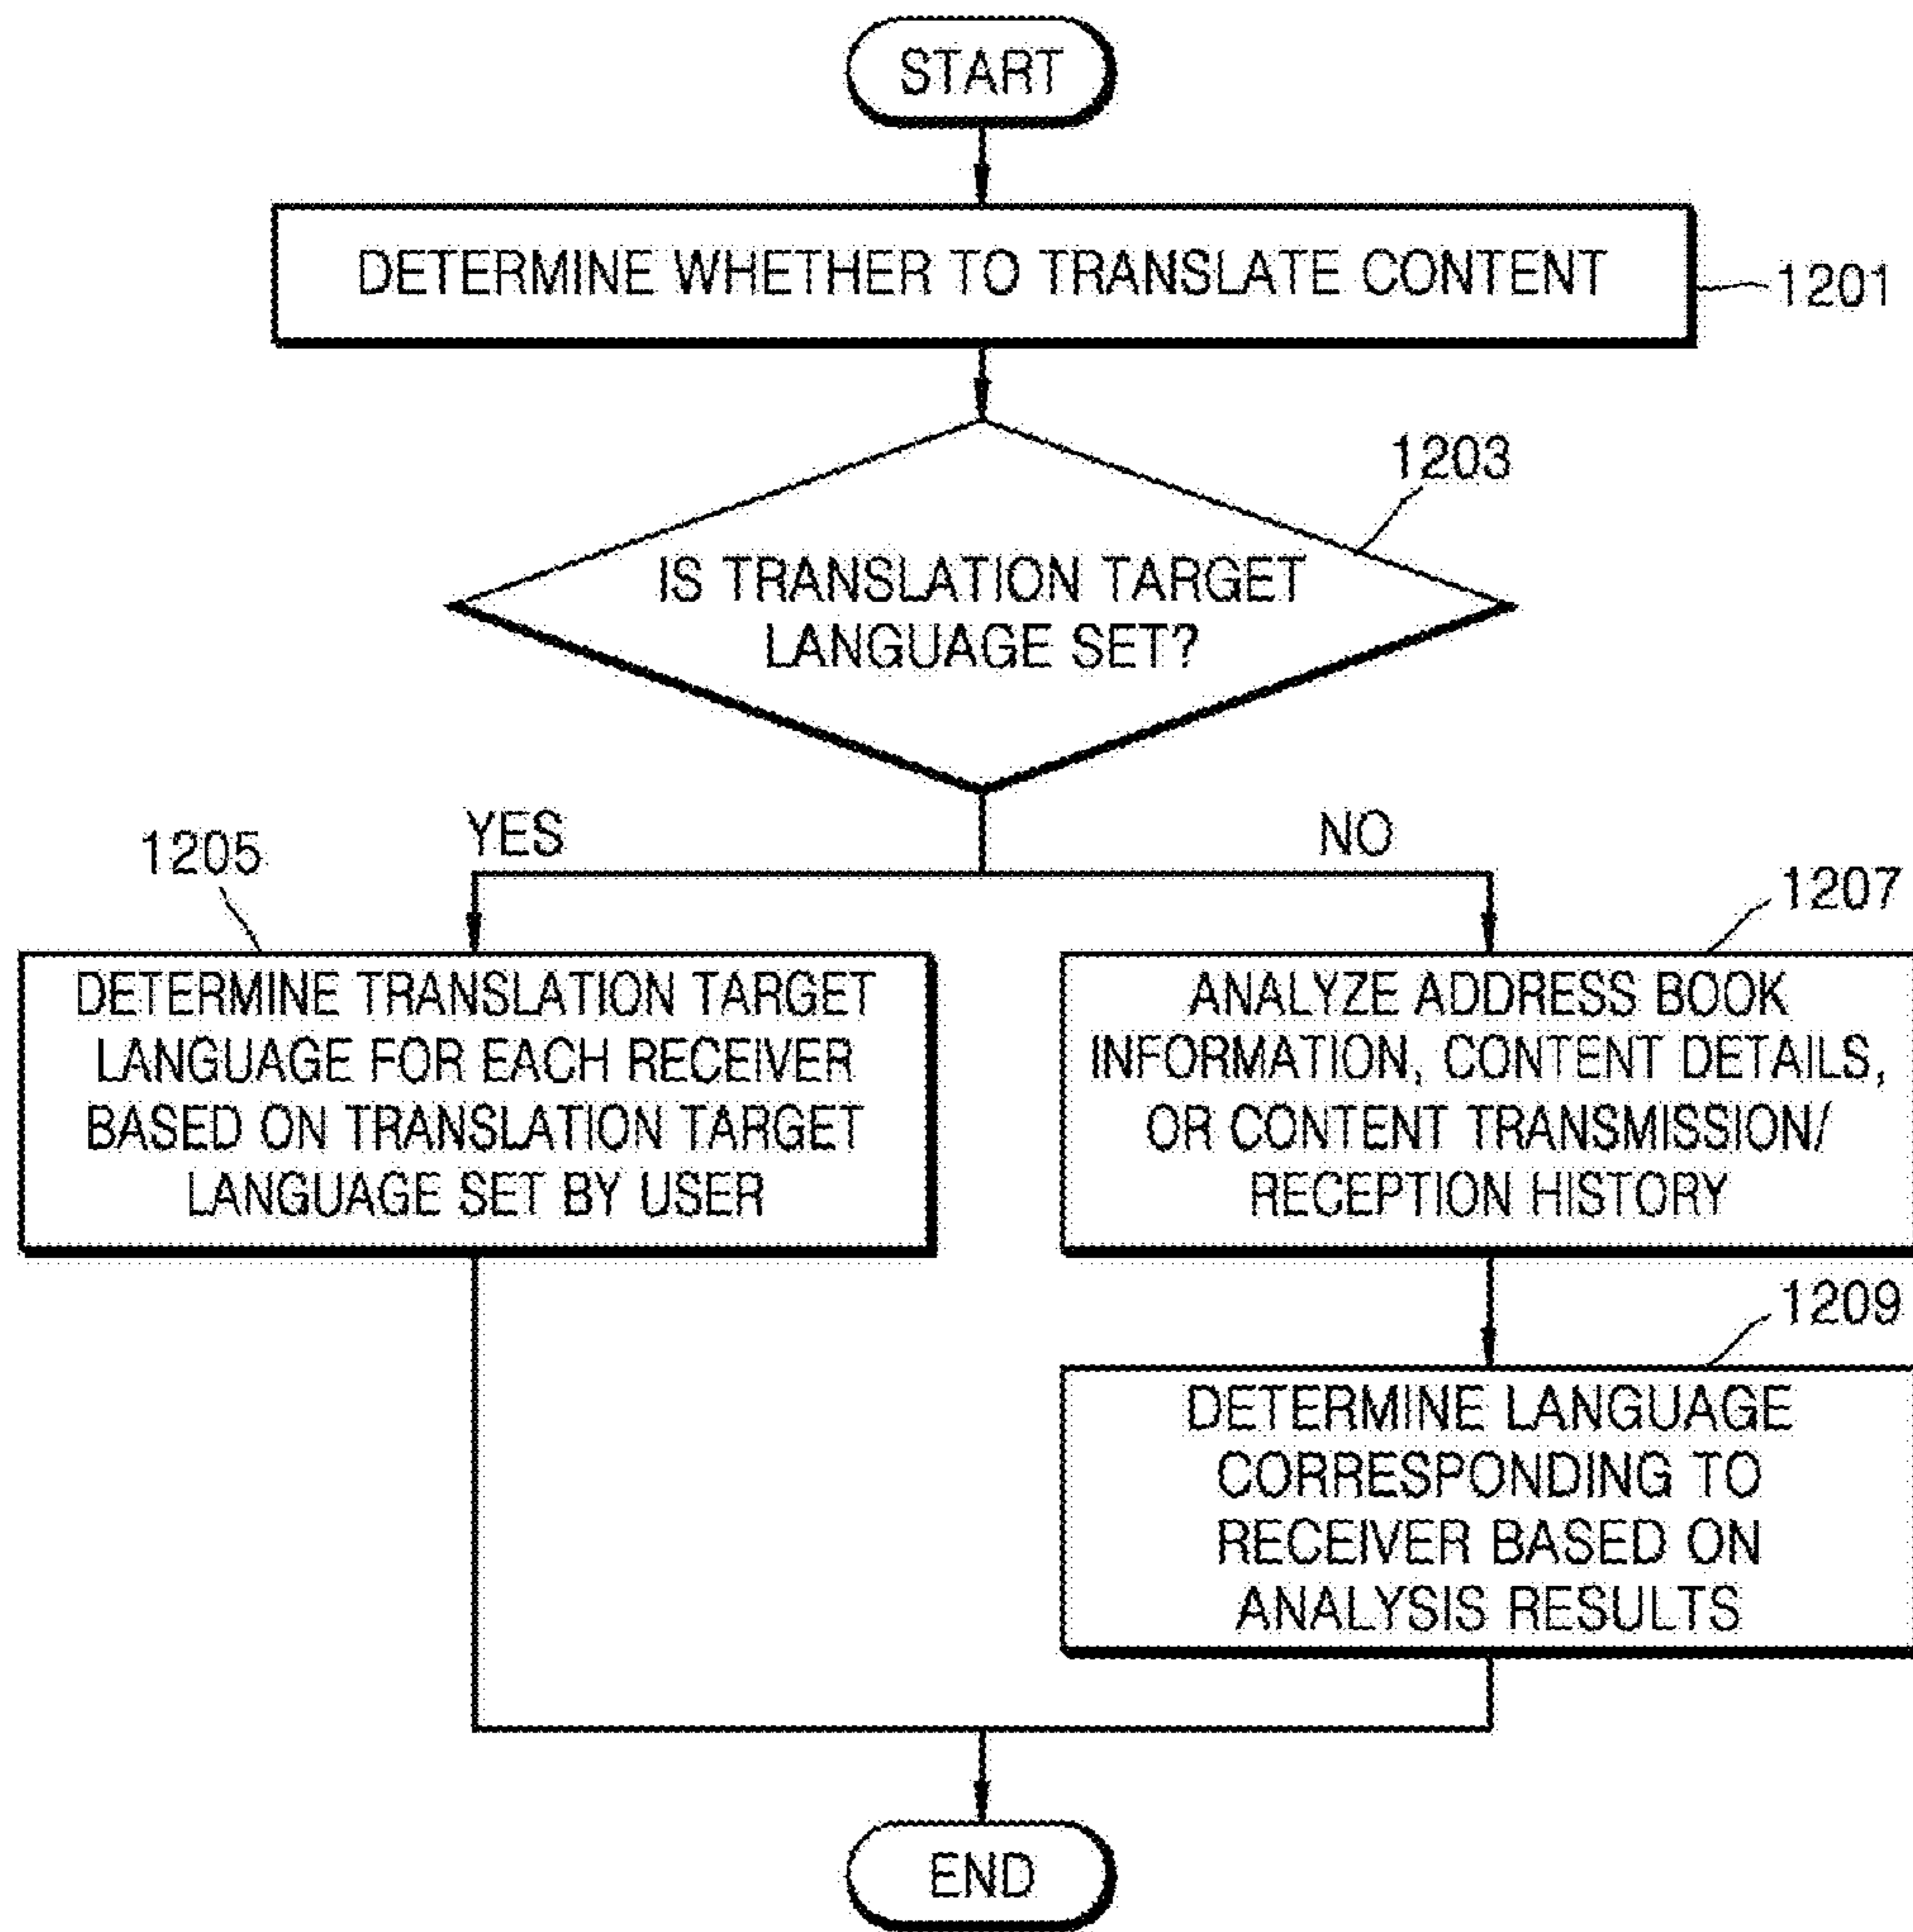 START
DETERMINE WHETHER TO TRANSLATE CONTENT
1201
1203
IS TRANSLATION TARGET
LANGUAGE SET?
YES
NO
1205
DETERMINE TRANSLATION TARGET
LANGUAGE FOR EACH RECEIVER
BASED ON TRANSLATION TARGET
LANGUAGE SET BY USER
1207
ANALYZE ADDRESS BOOK
INFORMATION, CONTENT DETAILS,
OR CONTENT TRANSMISSION/
RECEPTION HISTORY
1209
DETERMINE LANGUAGE
CORRESPONDING TO
RECEIVER BASED ON
ANALYSIS RESULTS
END